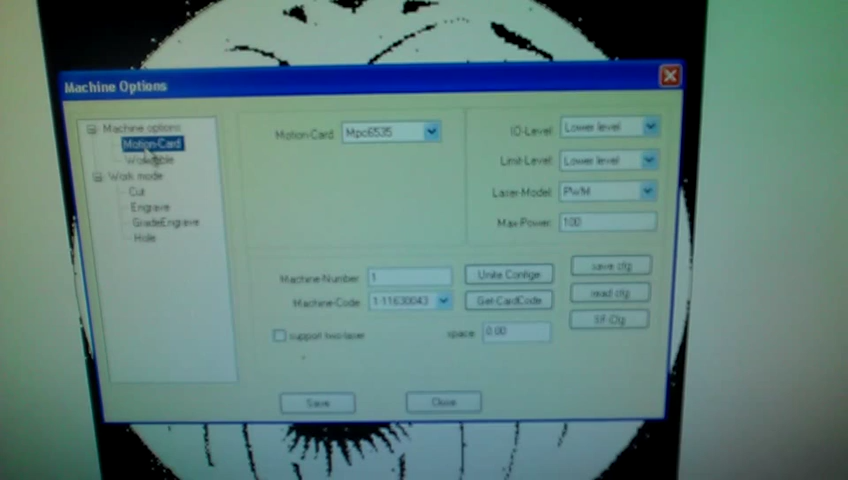 Machine Options
Machine options
Motion-Card
Worktable
Work mode
Cut
Engrave
GradeEngrave
Hole
Motion-Card: Mpc6535
IO-Level: Lower level
Limit-Level: Lower level
Laser-Model: PWM
Max-Power: 100
Machine-Number: 1
Machine-Code: 1-11630043
support two laser
Get-CardCode
space: 0.00
save cfg
read cfg
Save
Close